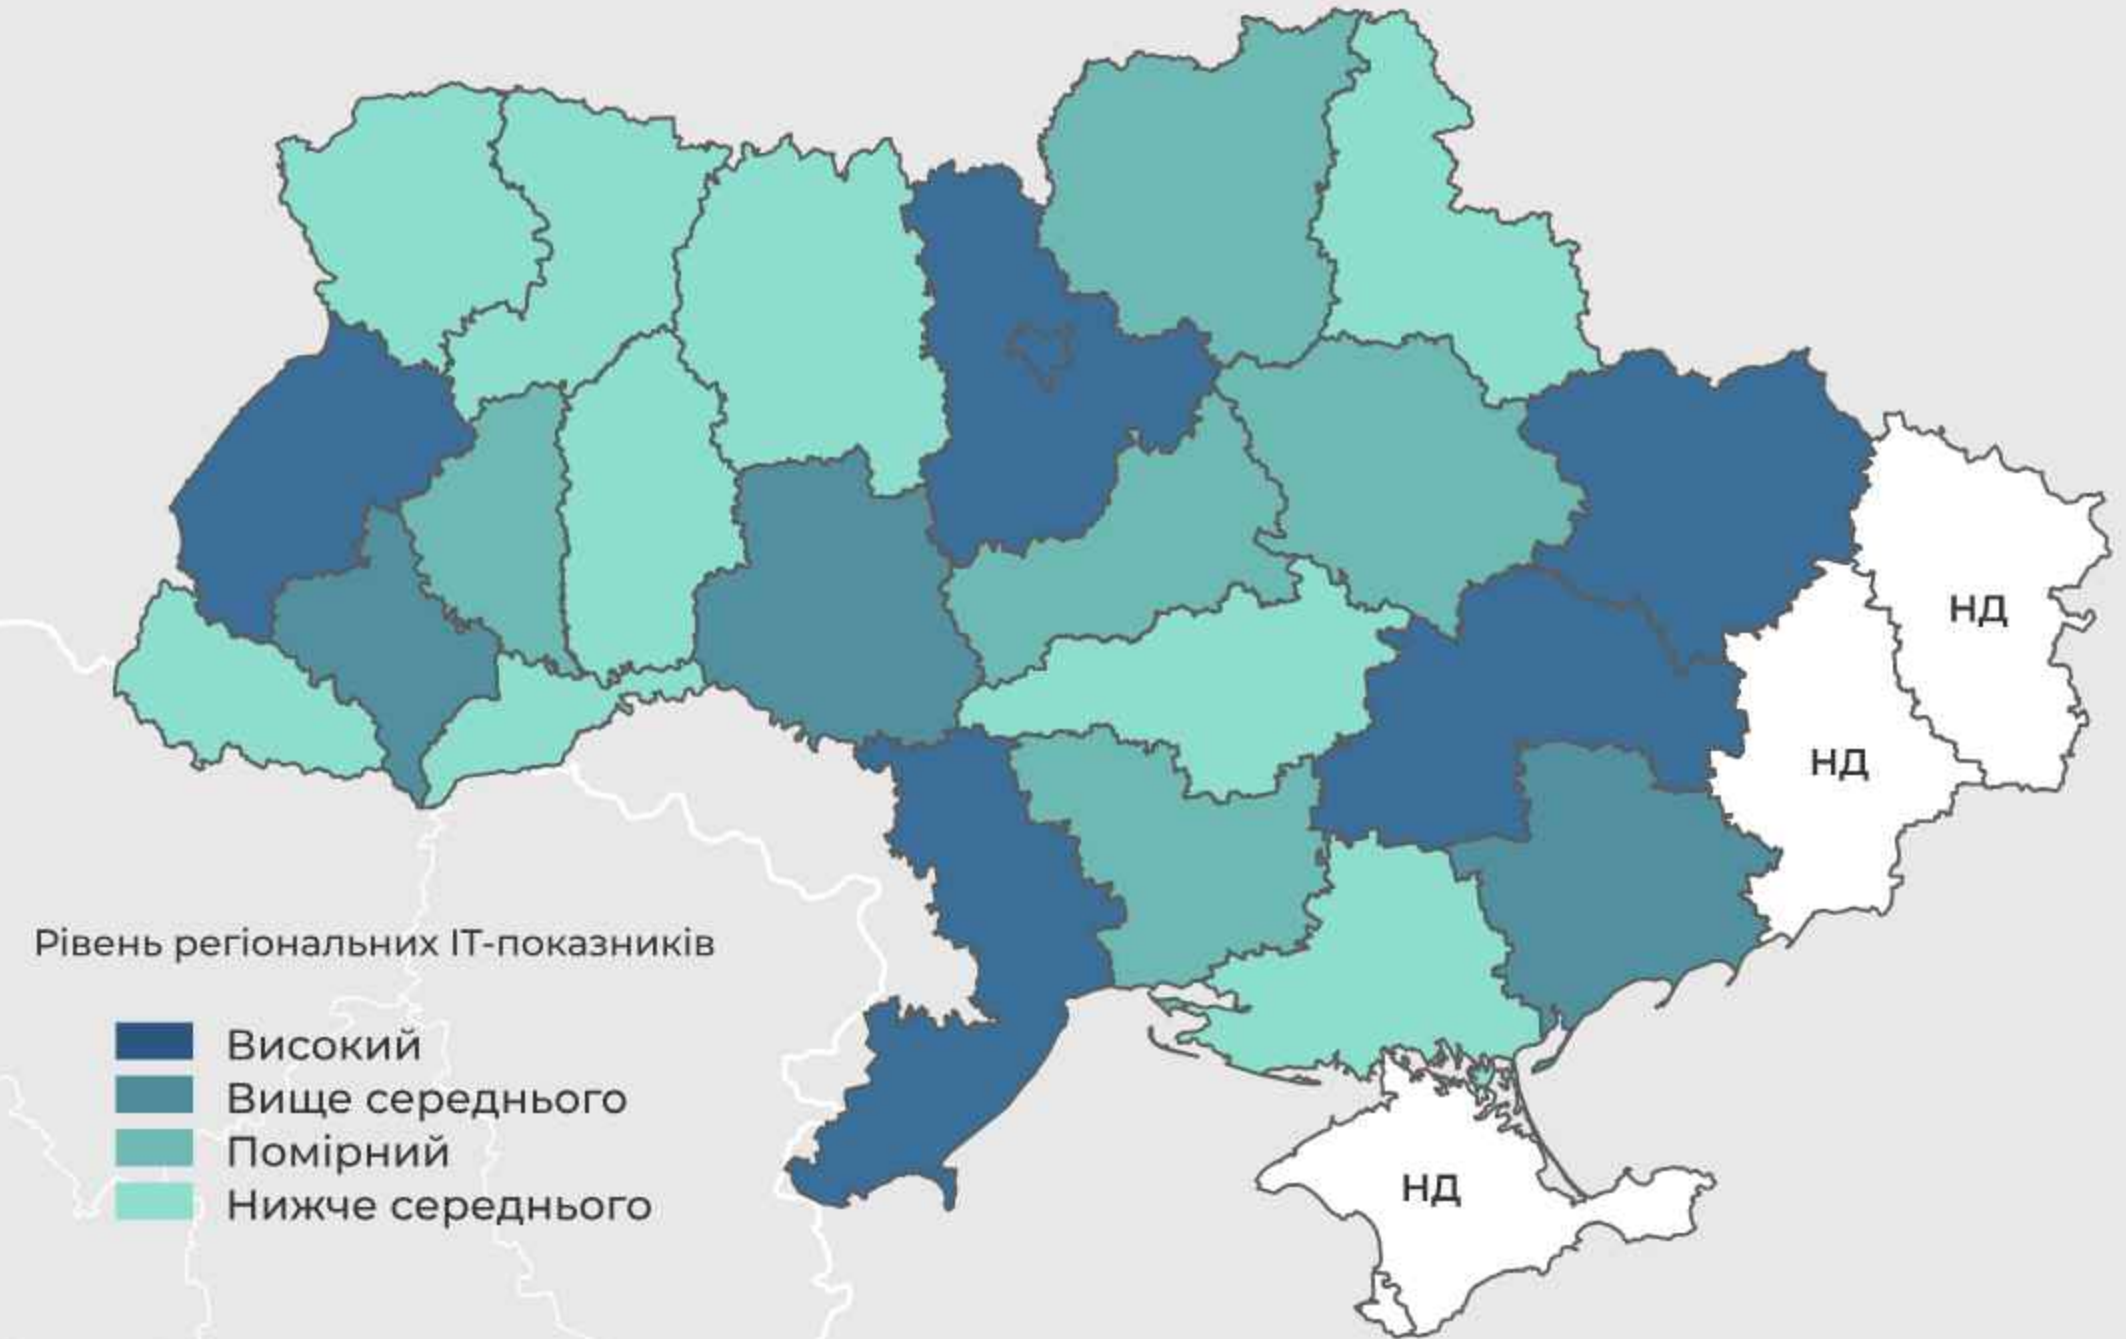 НД
НД
Рівень регіональних ІТ-показників
Високий
Вище середнього
Помірний
Нижче середнього
НД